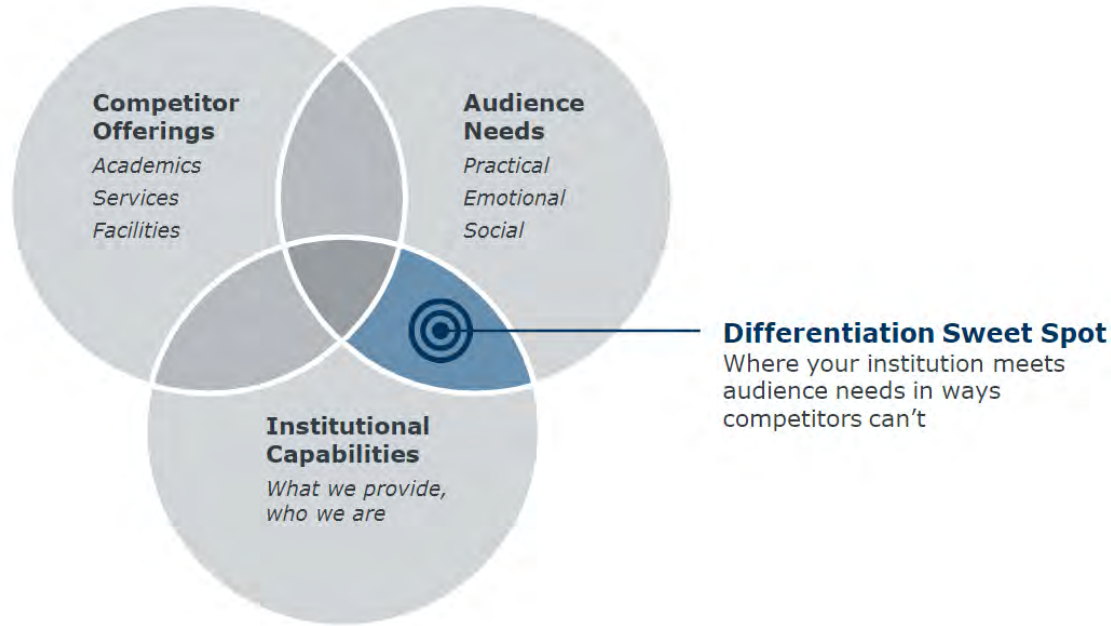 Competitor
Offerings
Academics
Services
Facilities
Audience
Needs
Practical
Emotional
Social
Differentiation Sweet Spot
Where your institution meets
audience needs in ways
competitors can’t
Institutional
Capabilities
What we provide,
who we are